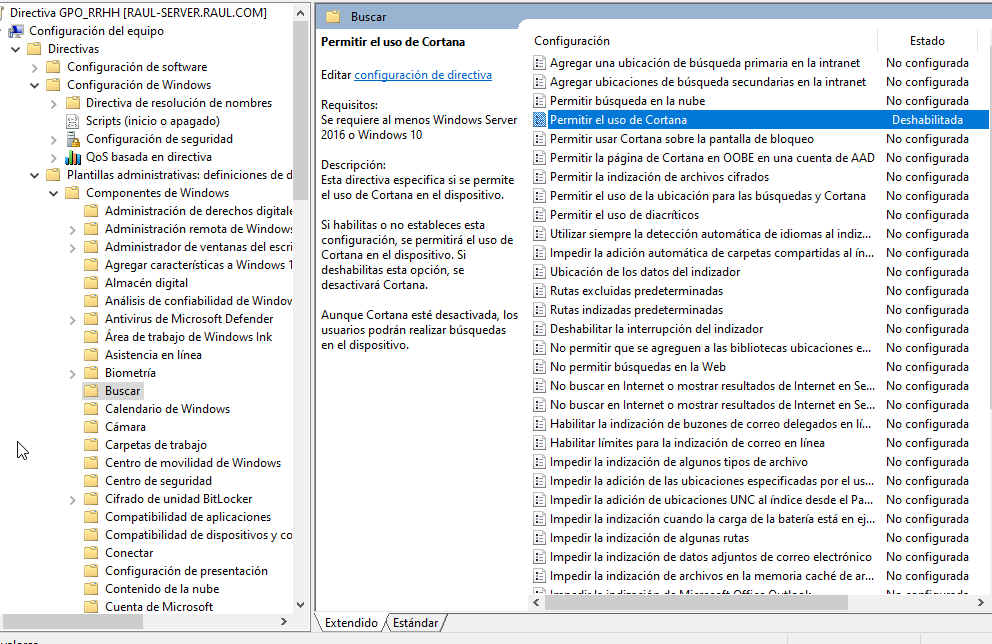 Directiva GPO_RRHH [RAUL-SERVER.RAUL.COM]
Configuración del equipo
Directivas
Configuración de software
Configuración de Windows
Directiva de resolución de nombres
Scripts (inicio o apagado)
Configuración de seguridad
QoS basada en directiva
Plantillas administrativas: definiciones de d
Componentes de Windows
Administración de derechos digitale
Administración remota de Window
Administrador de ventanas del escri
Agregar características a Windows 1
Almacén digital
Análisis de confiabilidad de Window
Antivirus de Microsoft Defender
Área de trabajo de Windows Ink
Asistencia en línea
Biometría
Buscar
Calendario de Windows
Cámara
Carpetas de trabajo
Centro de movilidad de Windows
Centro de seguridad
Cifrado de unidad BitLocker
Compatibilidad de aplicaciones
Compatibilidad de dispositivos y co
Conectar
Configuración de presentación
Contenido de la nube
Cuenta de Microsoft
Buscar
Permitir el uso de Cortana
Editar configuración de directiva
Requisitos:
Se requiere al menos Windows Server
2016 o Windows 10
Descripción:
Esta directiva especifica si se permite
el uso de Cortana en el dispositivo.
Si habilitas o no estableces esta
configuración, se permitirá el uso de
Cortana en el dispositivo. Si
deshabilitas esta opción, se
desactivará Cortana.
Aunque Cortana esté desactivada, los
usuarios podrán realizar búsquedas
en el dispositivo.
Configuración Estado
Agregar una ubicación de búsqueda primaria en la intranet No configurada
Agregar ubicaciones de búsqueda secundarias en la intranet No configurada
Permitir búsqueda en la nube No configurada
Permitir el uso de Cortana Deshabilitada
Permitir usar Cortana sobre la pantalla de bloqueo No configurada
Permitir la página de Cortana en OOBE en una cuenta de AAD No configurada
Permitir la indización de archivos cifrados No configurada
Permitir el uso de la ubicación para las búsquedas y Cortana No configurada
Permitir el uso de diacríticos No configurada
Utilizar siempre la detección automática de idiomas al indiz... No configurada
Impedir la adición automática de carpetas compartidas al ín... No configurada
Ubicación de los datos del indizador No configurada
Rutas excluidas predeterminadas No configurada
Rutas indizadas predeterminadas No configurada
Deshabilitar la interrupción del indizador No configurada
No permitir que se agreguen a las bibliotecas ubicaciones e... No configurada
No permitir búsquedas en la Web No configurada
No buscar en Internet o mostrar resultados de Internet en Se... No configurada
No buscar en Internet o mostrar resultados de Internet en Se... No configurada
Habilitar la indización de buzones de correo delegados en lí... No configurada
Habilitar límites para la indización de correo en línea No configurada
Impedir la indización de algunos tipos de archivo No configurada
Impedir la adición de las ubicaciones especificadas por el us... No configurada
Impedir la adición de ubicaciones UNC al índice desde el Pa... No configurada
Impedir la indización cuando la carga de la batería está en ej... No configurada
Impedir la indización de algunas rutas No configurada
Impedir la indización de datos adjuntos de correo electrónico No configurada
Impedir la indización de archivos en la memoria caché de ar... No configurada
Impedir la indización de Microsoft Office Outlook No configurada
Extendido Estándar